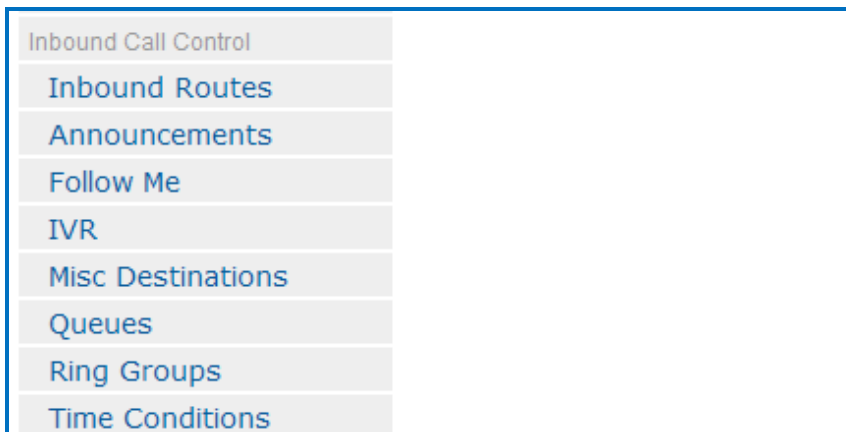 Inbound Call Control
Inbound Routes
Announcements
Follow Me
IVR
Misc Destinations
Queues
Ring Groups
Time Conditions